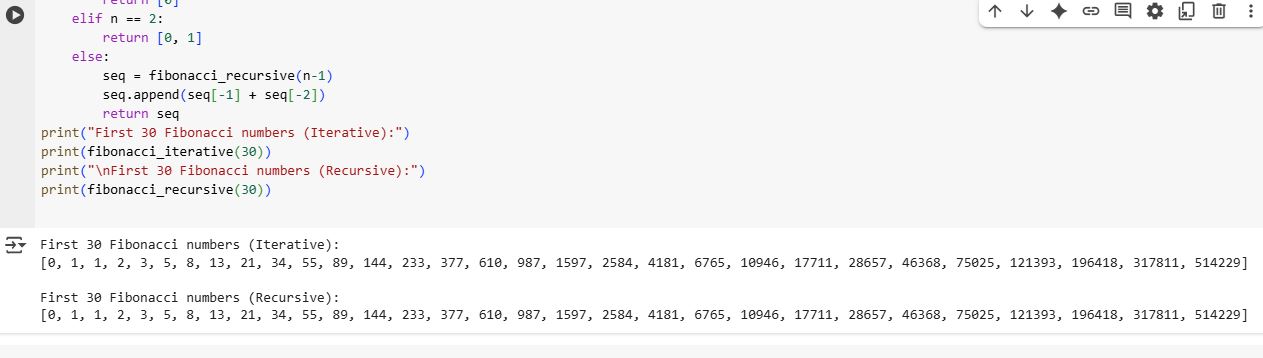 return [0]
    elif n == 2:
        return [0, 1]
    else:
        seq = fibonacci_recursive(n-1)
        seq.append(seq[-1] + seq[-2])
        return seq
print("First 30 Fibonacci numbers (Iterative):")
print(fibonacci_iterative(30))
print("\nFirst 30 Fibonacci numbers (Recursive):")
print(fibonacci_recursive(30))
First 30 Fibonacci numbers (Iterative):
[0, 1, 1, 2, 3, 5, 8, 13, 21, 34, 55, 89, 144, 233, 377, 610, 987, 1597, 2584, 4181, 6765, 10946, 17711, 28657, 46368, 75025, 121393, 196418, 317811, 514229]
First 30 Fibonacci numbers (Recursive):
[0, 1, 1, 2, 3, 5, 8, 13, 21, 34, 55, 89, 144, 233, 377, 610, 987, 1597, 2584, 4181, 6765, 10946, 17711, 28657, 46368, 75025, 121393, 196418, 317811, 514229]